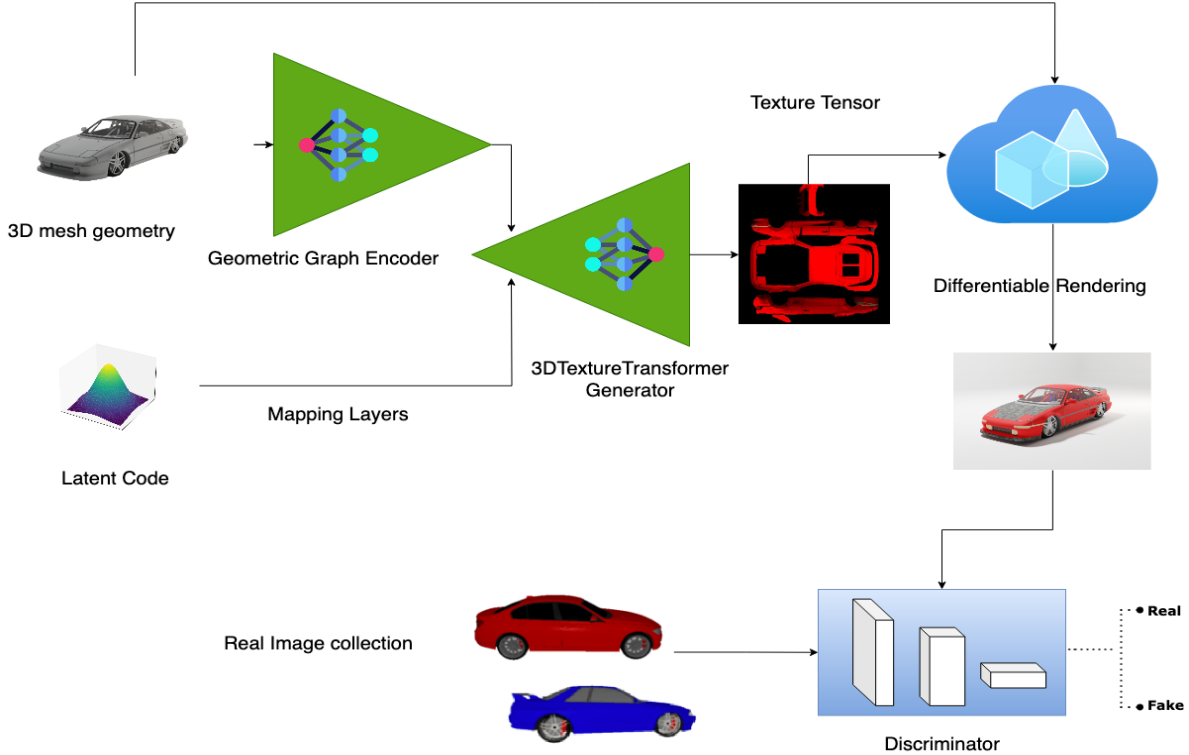 Texture Tensor
3D mesh geometry
Geometric Graph Encoder
Differentiable Rendering
3DTextureTransformer
Generator
Mapping Layers
Latent Code
Real Image collection
Real
Fake
Discriminator